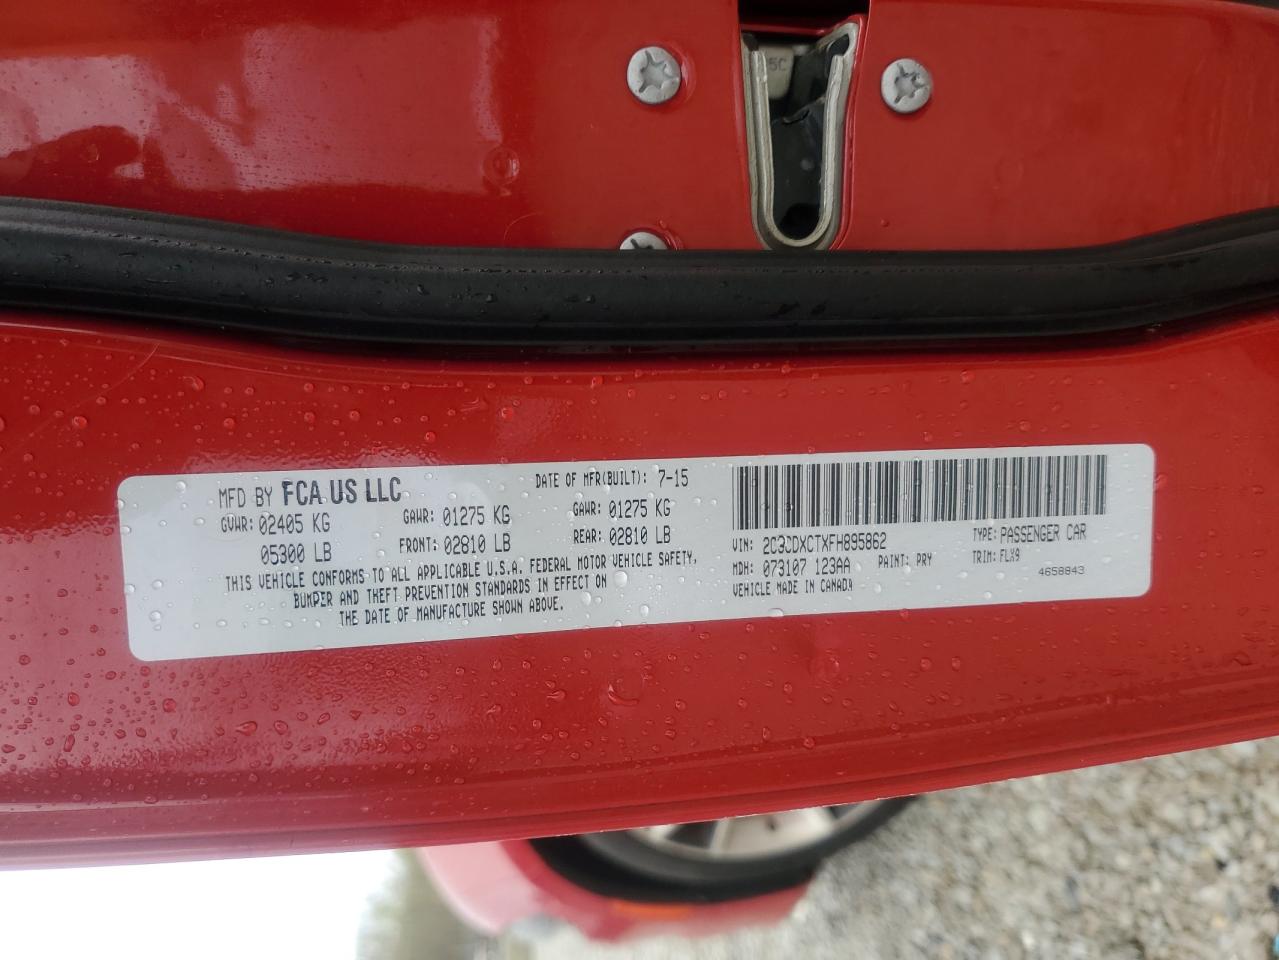 5C
MFD BY FCA US LLC
DATE OF MFR(BUILT): 7-15
GVWR: 02405 KG
GAWR: 01275 KG
GAWR: 01275 KG
05300 LB
FRONT: 02810 LB
REAR: 02810 LB
THIS VEHICLE CONFORMS TO ALL APPLICABLE U.S.A. FEDERAL MOTOR VEHICLE SAFETY,
BUMPER AND THEFT PREVENTION STANDARDS IN EFFECT ON
THE DATE OF MANUFACTURE SHOWN ABOVE.
VIN: 2C3CDXCTXFH895862
TYPE: PASSENGER CAR
MDH: 073107 123AA
PAINT: PRY
TRIM: FLX9
VEHICLE MADE IN CANADA
4658843